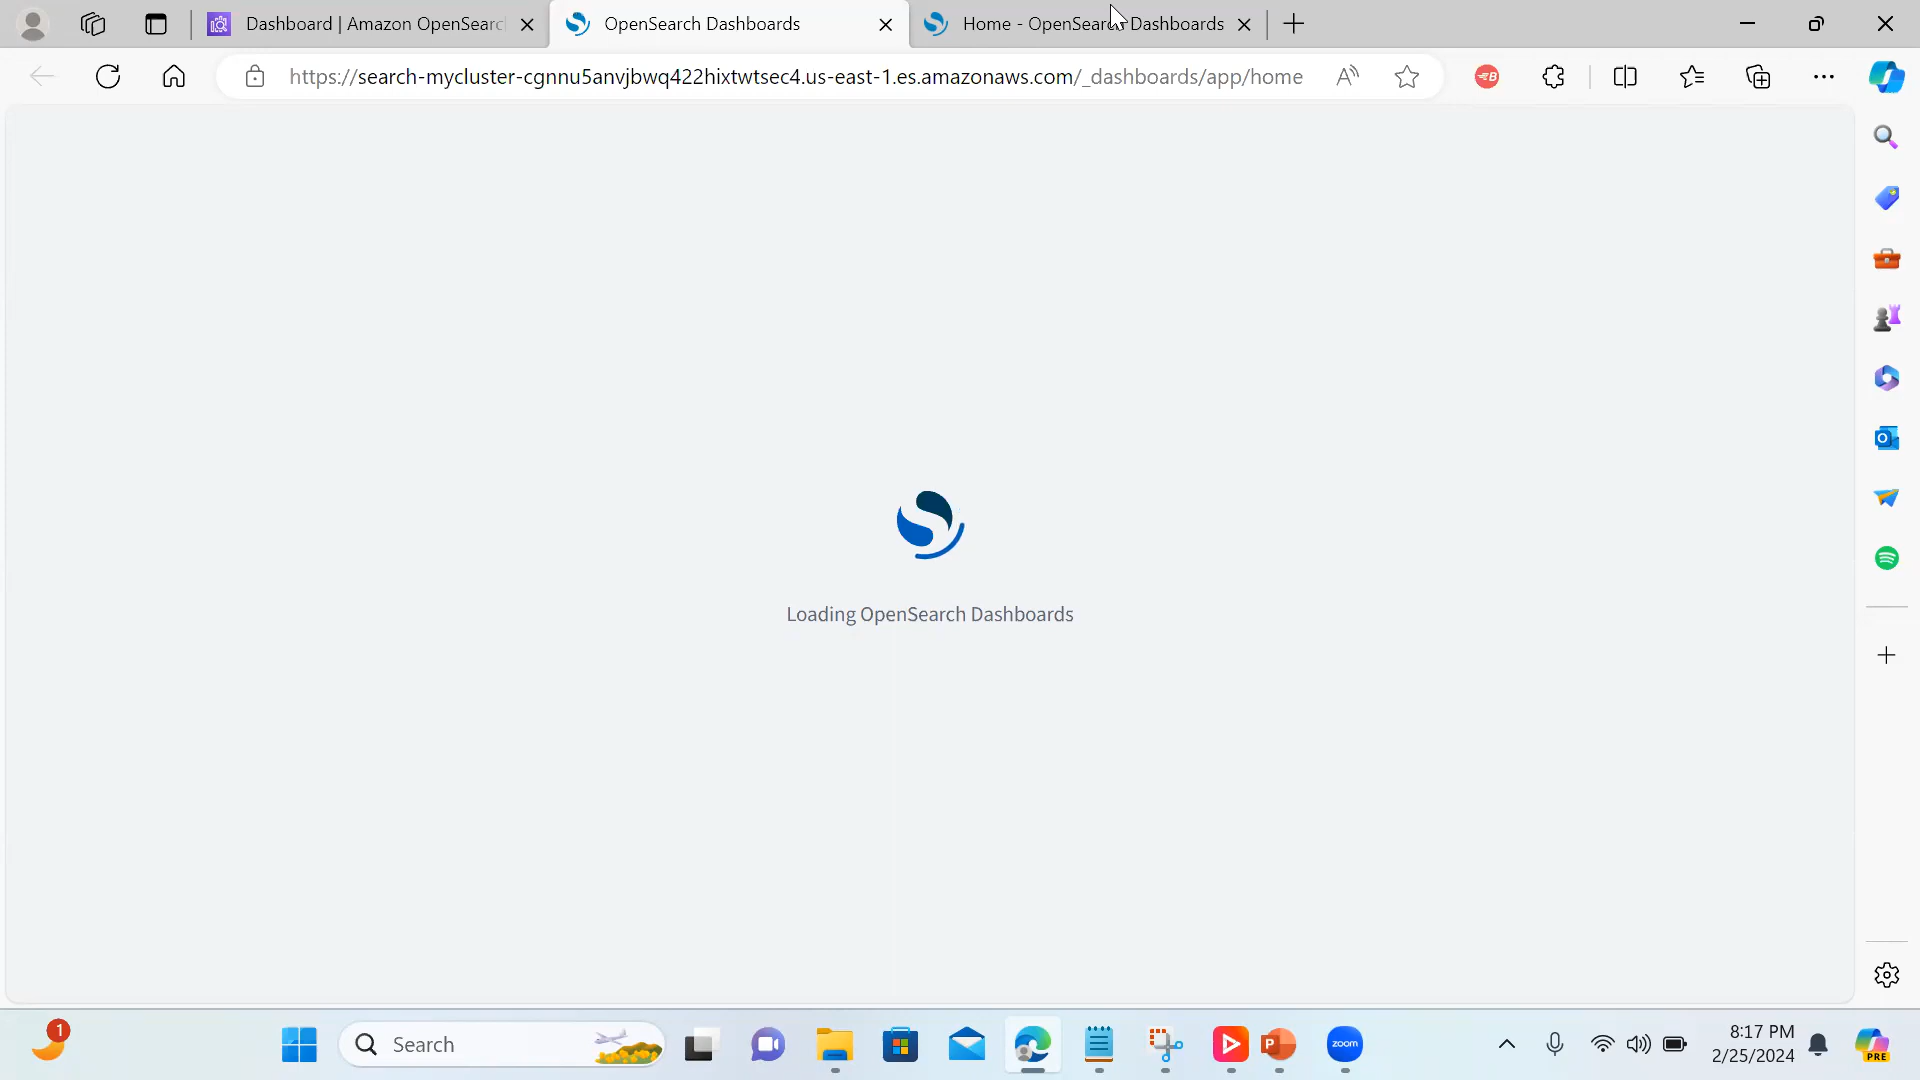 Dashboard | Amazon OpenSearc
OpenSearch Dashboards
Home - OpenSearch Dashboards
https://search-mycluster-cgnnu5anvjbwq422hixtwtsec4.us-east-1.es.amazonaws.com/_dashboards/app/home
Loading OpenSearch Dashboards
1
Search
zoom
8:17 PM
2/25/2024
PRE